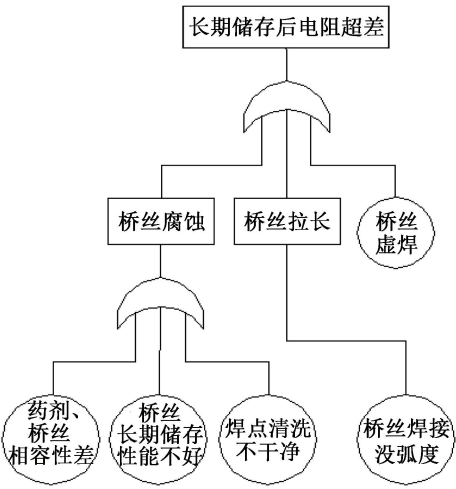 长期储存后电阻超差
桥丝腐蚀
桥丝拉长
桥丝
虚焊
药剂、
桥丝
相容性差
桥丝
长期储存
性能不好
焊点清洗
不干净
桥丝焊接
没弧度